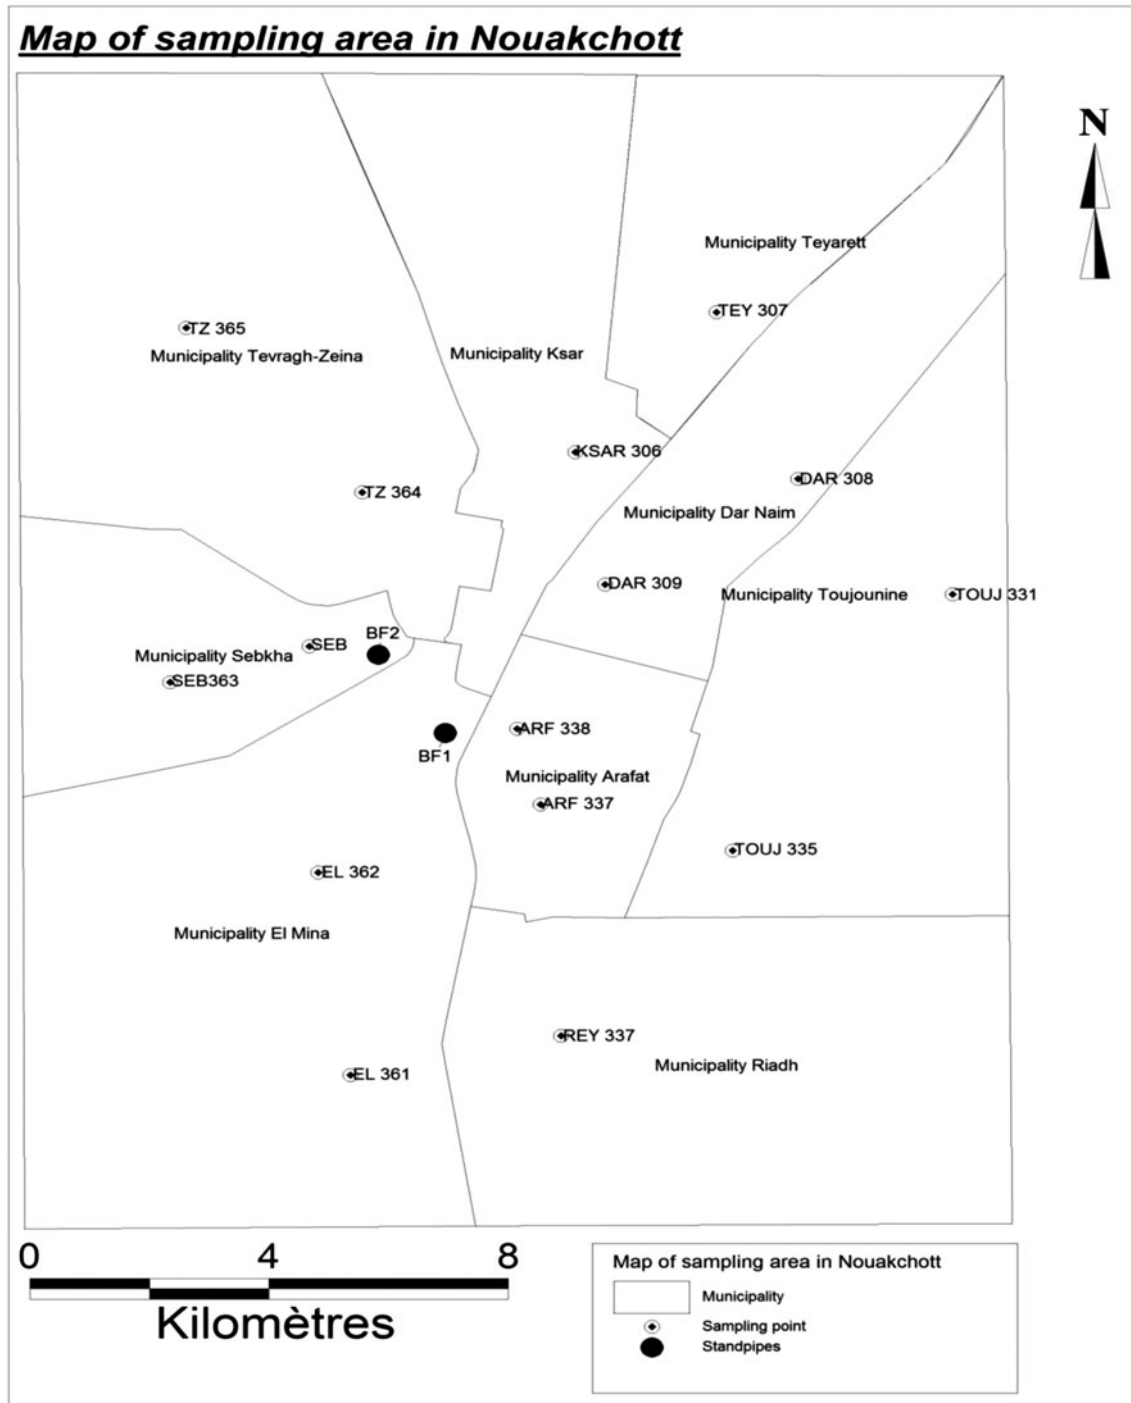 Map of sampling area in Nouakchott
N
Municipality Teyarett
TEY 307
TZ 365
Municipality Tevragh-Zeina
Municipality Ksar
KSAR 306
DAR 308
TZ 364
Municipality Dar Naim
DAR 309
Municipality Toujounine
TOUJ 331
BF2
SEB
Municipality Sebkha
SEB363
ARF 338
BF1
Municipality Arafat
ARF 337
TOUJ 335
EL 362
Municipality El Mina
REY 337
Municipality Riadh
EL 361
0 4 8
Kilomètres
Map of sampling area in Nouakchott
Municipality
Sampling point
Standpipes